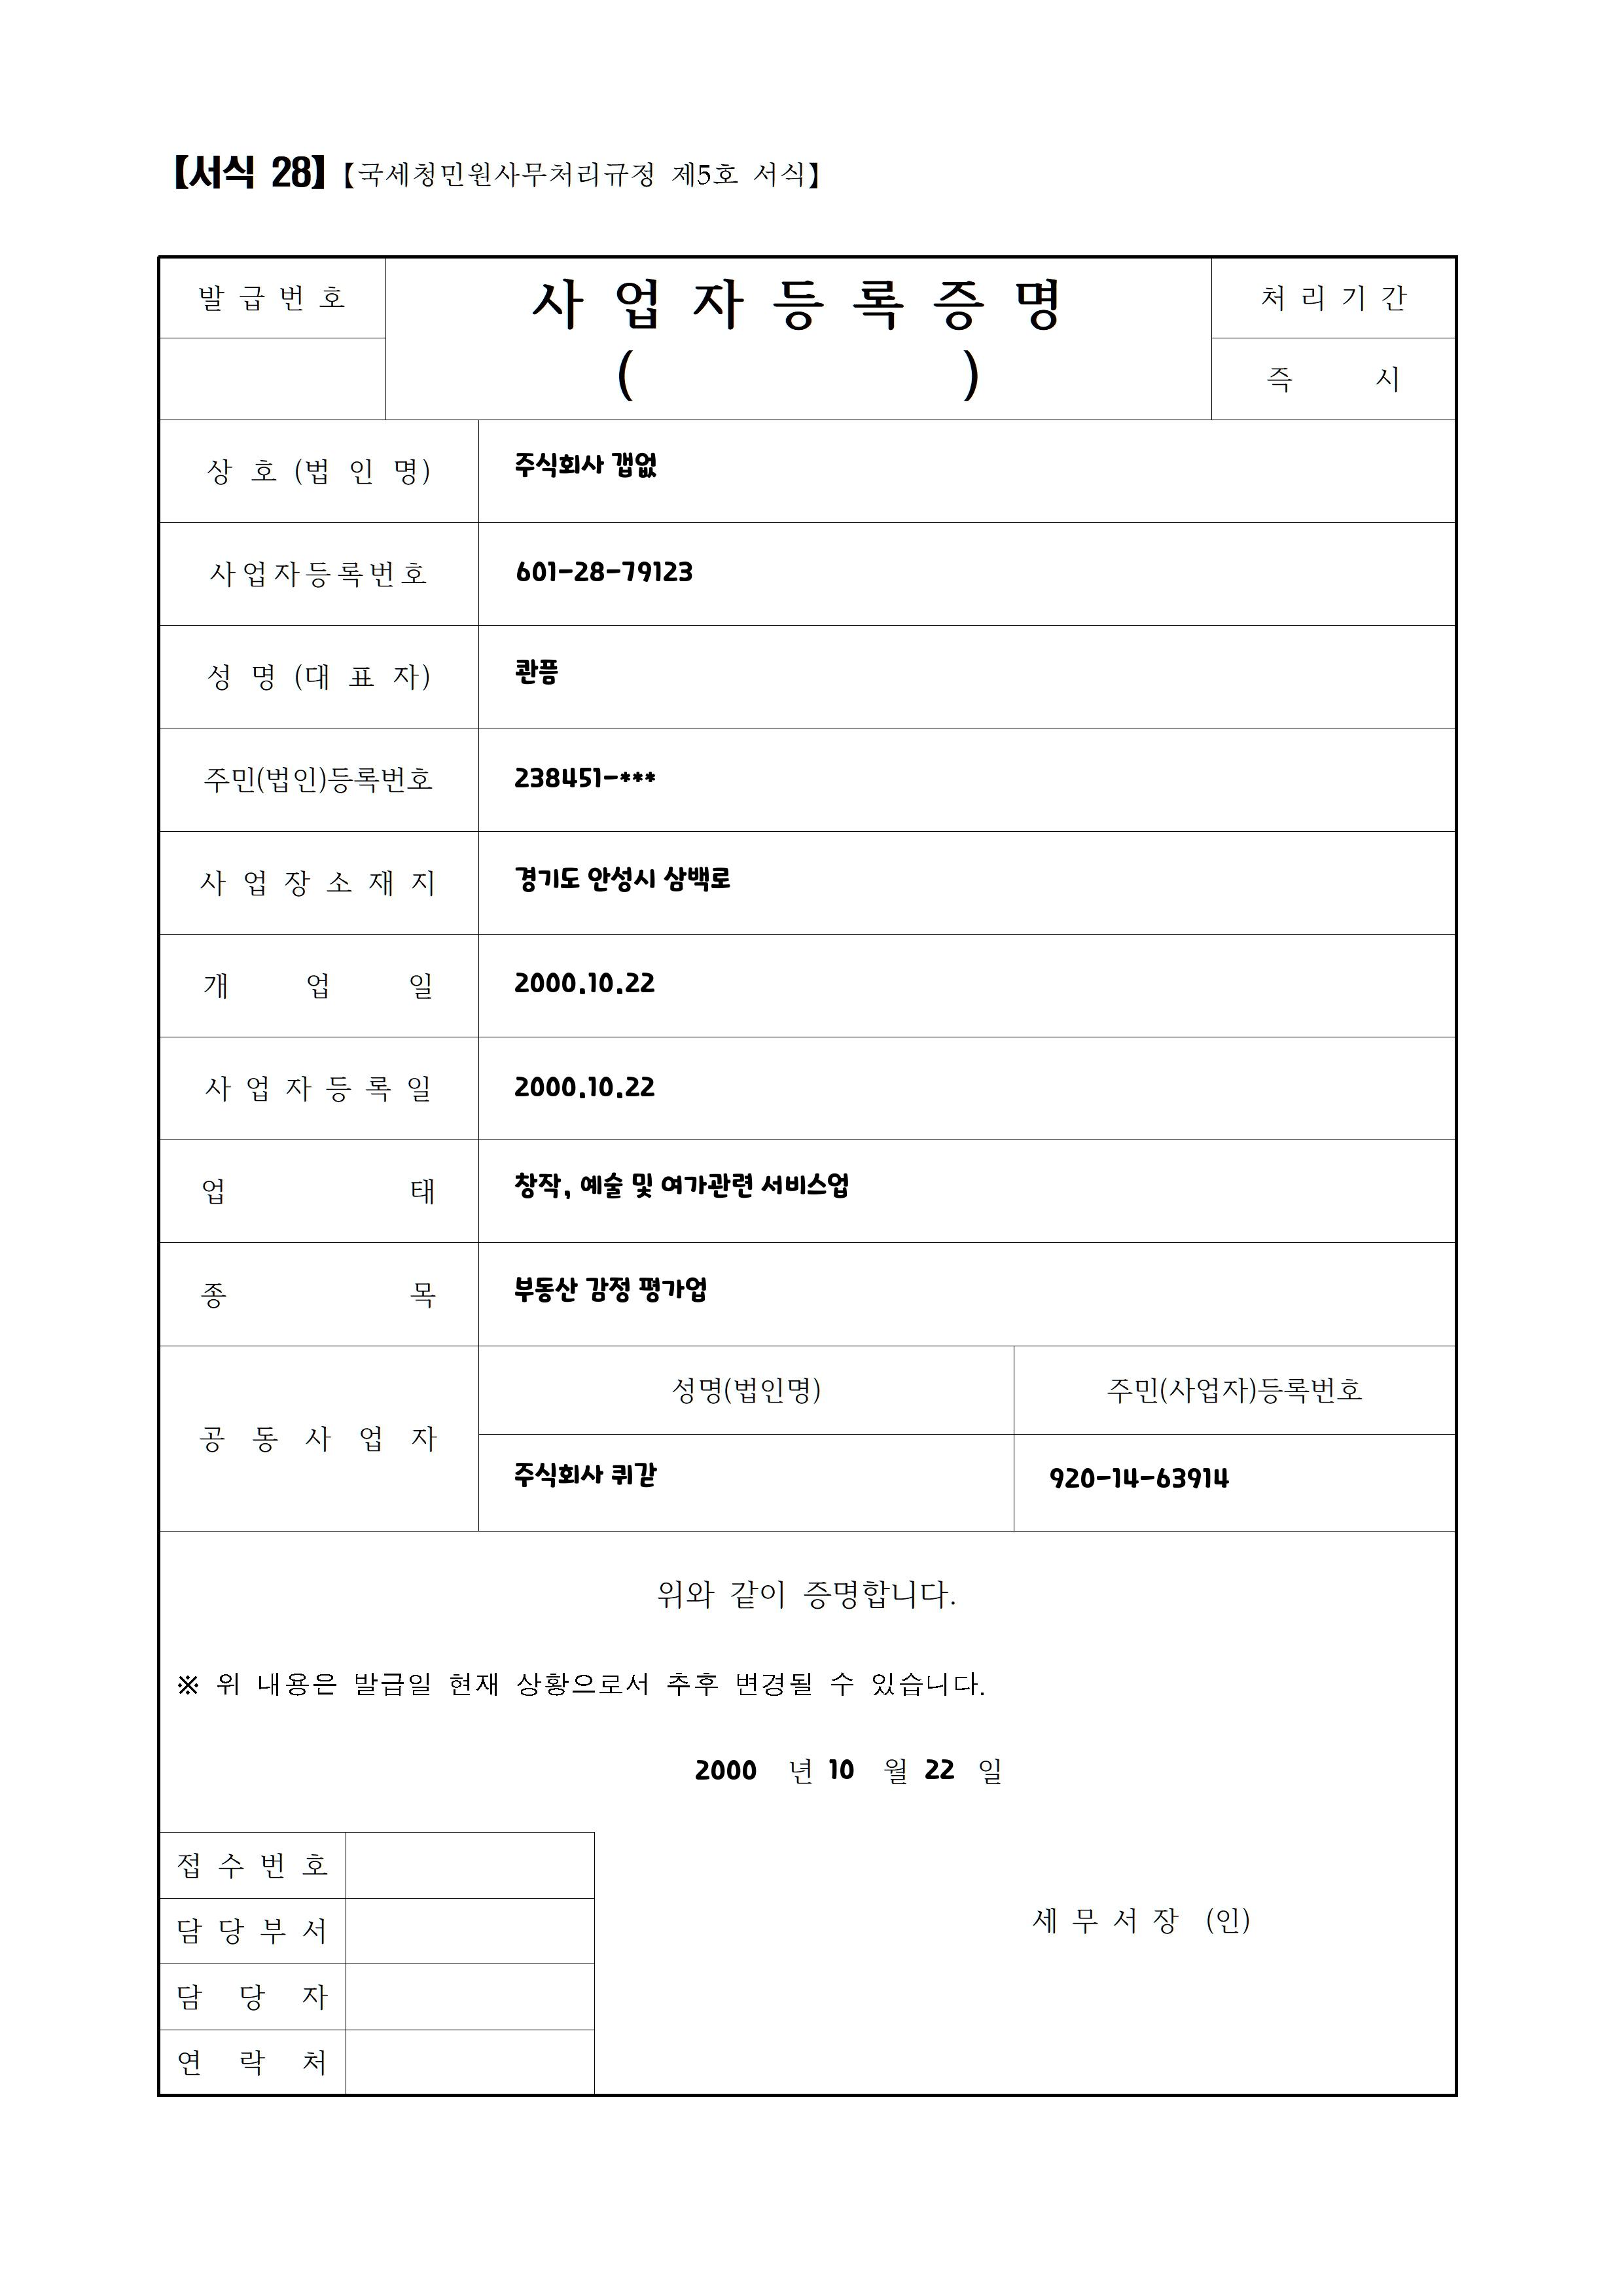 【서식 28】【국세청민원사무처리규정 제5호 서식】
발 급 번 호
사 업 자 등 록 증 명
( )
처 리 기 간
즉 시
상 호 (법 인 명) 주식회사 갭없
사업자등록번호 601-28-79123
성 명 (대 표 자) 콴픔
주민(법인)등록번호 238451-***
사 업 장 소 재 지 경기도 안성시 삼백로
개 업 일 2000.10.22
사 업 자 등 록 일 2000.10.22
업 태 창작, 예술 및 여가관련 서비스업
종 목 부동산 감정 평가업
공 동 사 업 자
성명(법인명) 주민(사업자)등록번호
주식회사 퀴갇 920-14-63914
위와 같이 증명합니다.
※ 위 내용은 발급일 현재 상황으로서 추후 변경될 수 있습니다.
2000 년 10 월 22 일
접 수 번 호
담 당 부 서
세 무 서 장 (인)
담 당 자
연 락 처